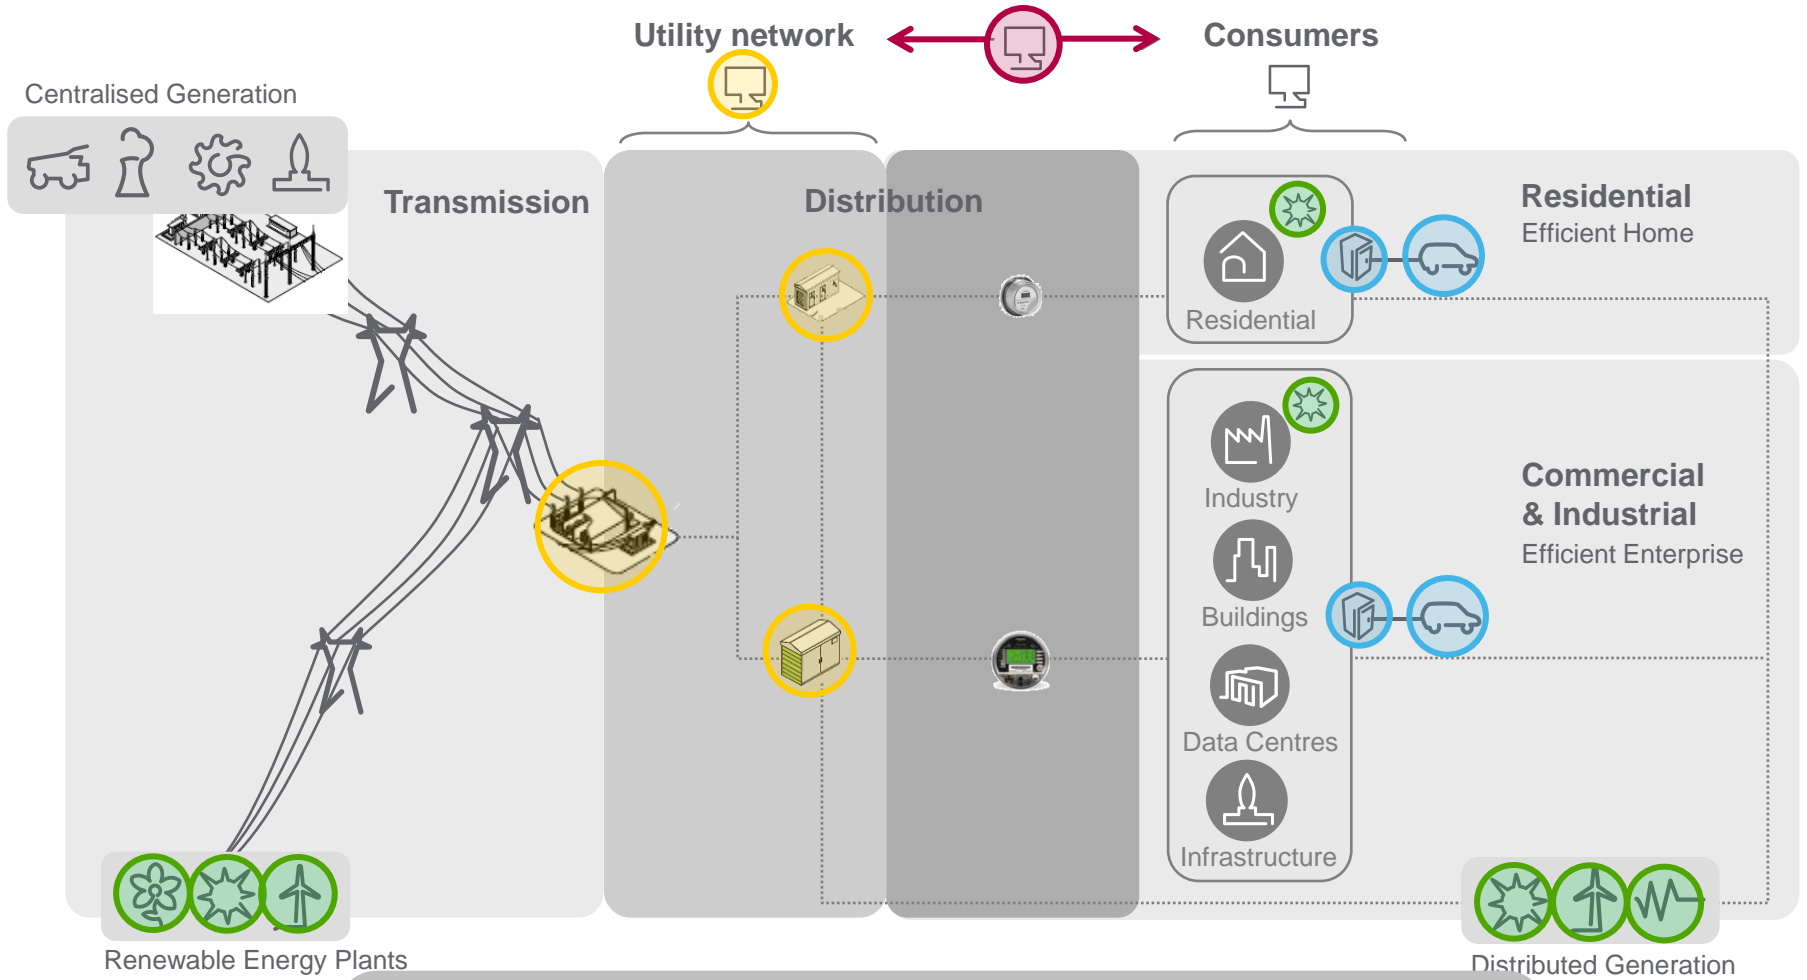 Utility network
Consumers
Centralised Generation
Transmission
Distribution
Residential
Efficient Home
Residential
Industry
Commercial
& Industrial
Efficient Enterprise
Buildings
Data Centres
Infrastructure
Renewable Energy Plants
Distributed Generation